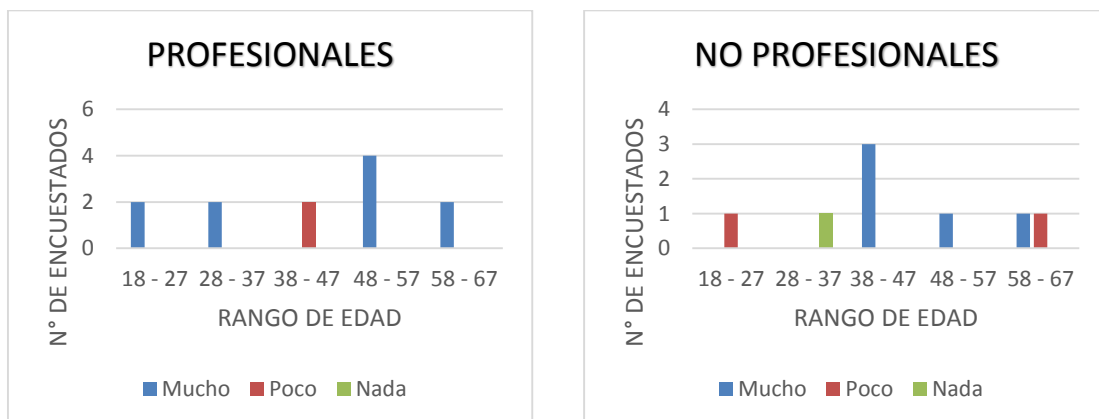 PROFESIONALES
N° DE ENCUESTADOS
6
4
2
0
18 - 27 28 - 37 38 - 47 48 - 57 58 - 67
RANGO DE EDAD
Mucho Poco Nada
NO PROFESIONALES
N° DE ENCUESTADOS
4
3
2
1
0
18 - 27 28 - 37 38 - 47 48 - 57 58 - 67
RANGO DE EDAD
Mucho Poco Nada